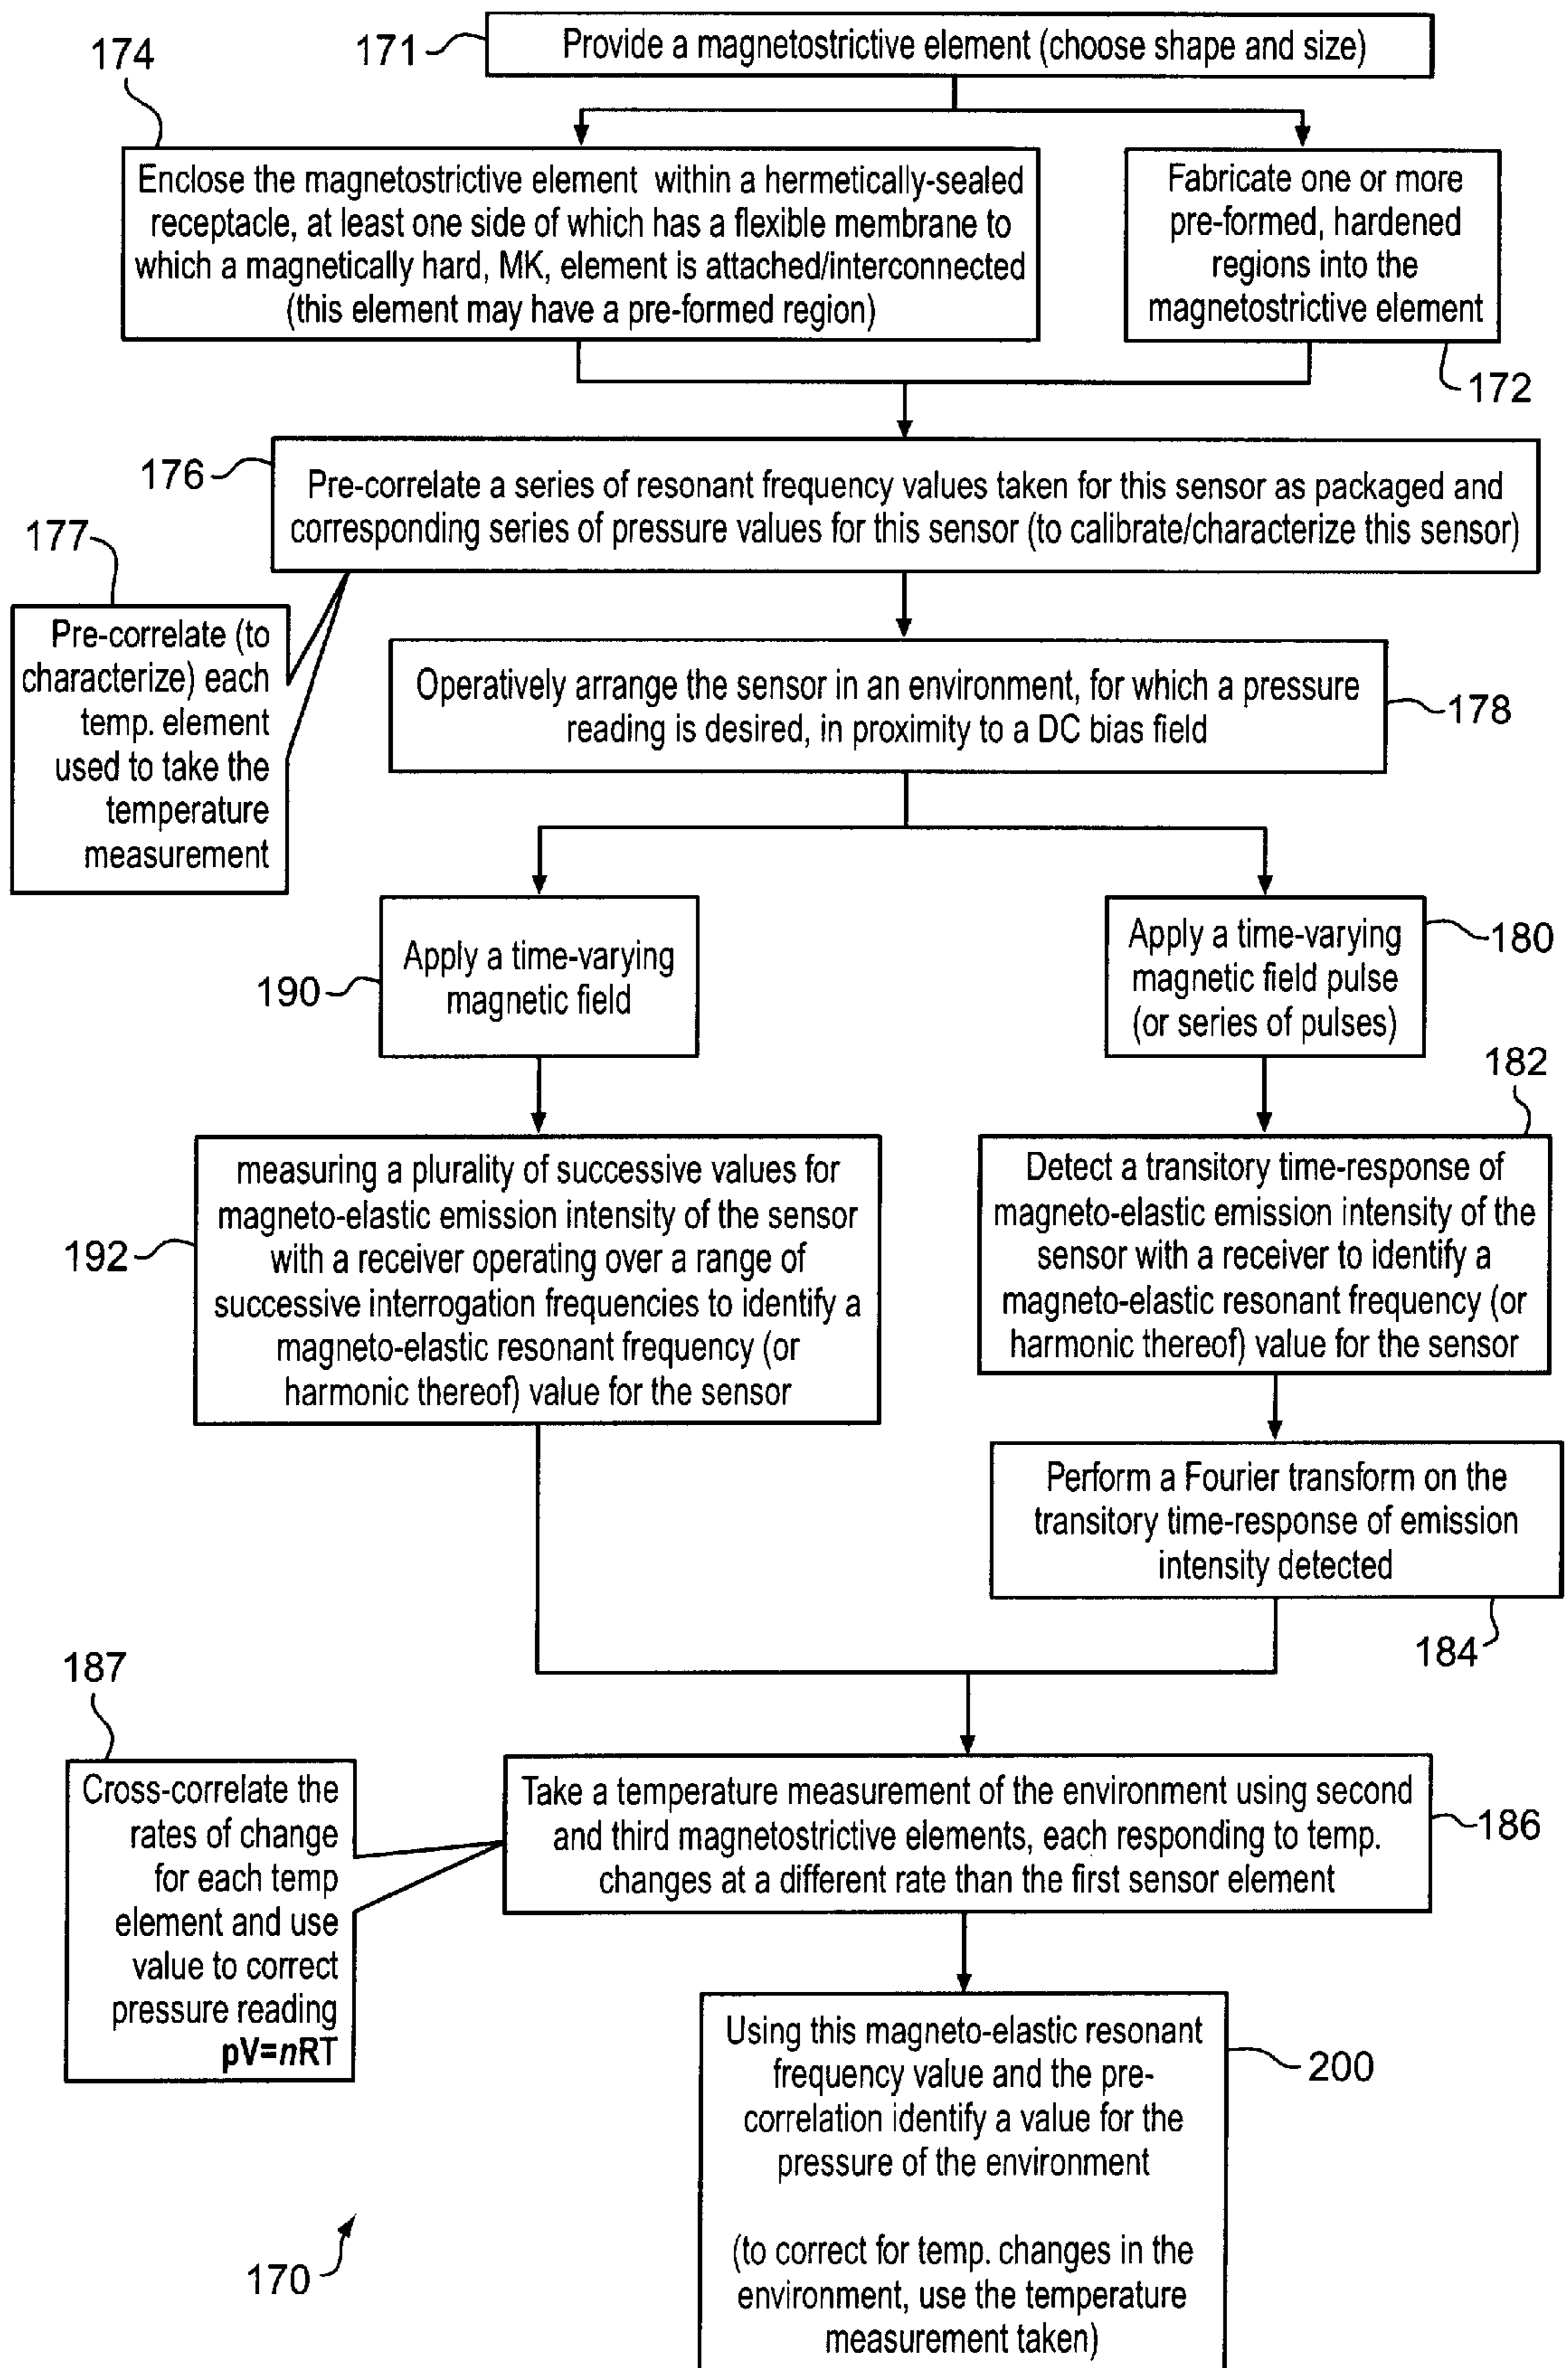 171
Provide a magnetostrictive element (choose shape and size)
174
Enclose the magnetostrictive element within a hermetically-sealed
receptacle, at least one side of which has a flexible membrane to
which a magnetically hard, MK, element is attached/interconnected
(this element may have a pre-formed region)
Fabricate one or more
pre-formed, hardened
regions into the
magnetostrictive element
172
176
Pre-correlate a series of resonant frequency values taken for this sensor as packaged and
corresponding series of pressure values for this sensor (to calibrate/characterize this sensor)
177
Pre-correlate (to
characterize) each
temp. element
used to take the
temperature
measurement
Operatively arrange the sensor in an environment, for which a pressure
reading is desired, in proximity to a DC bias field
178
190
Apply a time-varying
magnetic field
Apply a time-varying
magnetic field pulse
(or series of pulses)
180
192
measuring a plurality of successive values for
magneto-elastic emission intensity of the sensor
with a receiver operating over a range of
successive interrogation frequencies to identify a
magneto-elastic resonant frequency (or
harmonic thereof) value for the sensor
182
Detect a transitory time-response of
magneto-elastic emission intensity of the
sensor with a receiver to identify a
magneto-elastic resonant frequency (or
harmonic thereof) value for the sensor
Perform a Fourier transform on the
transitory time-response of emission
intensity detected
184
187
Cross-correlate the
rates of change
for each temp
element and use
value to correct
pressure reading
pV=nRT
Take a temperature measurement of the environment using second
and third magnetostrictive elements, each responding to temp.
changes at a different rate than the first sensor element
186
Using this magneto-elastic resonant
frequency value and the pre-
correlation identify a value for the
pressure of the environment
(to correct for temp. changes in the
environment, use the temperature
measurement taken)
200
170